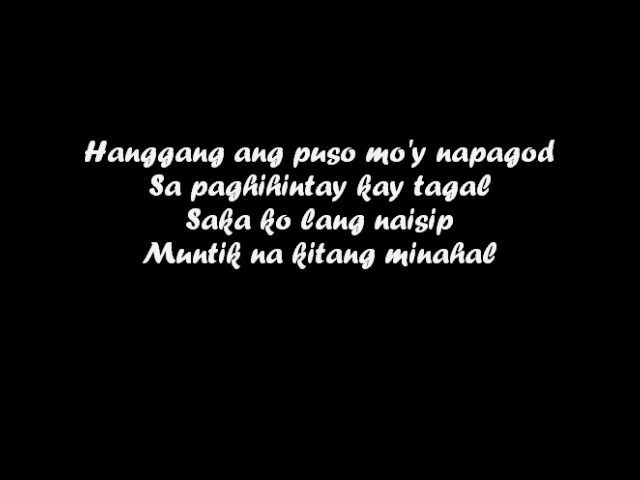 Hanggang ang puso mo'y napagod
Sa paghihintay kay tagal
Saka ko lang naisip
Muntik na kitang minahal